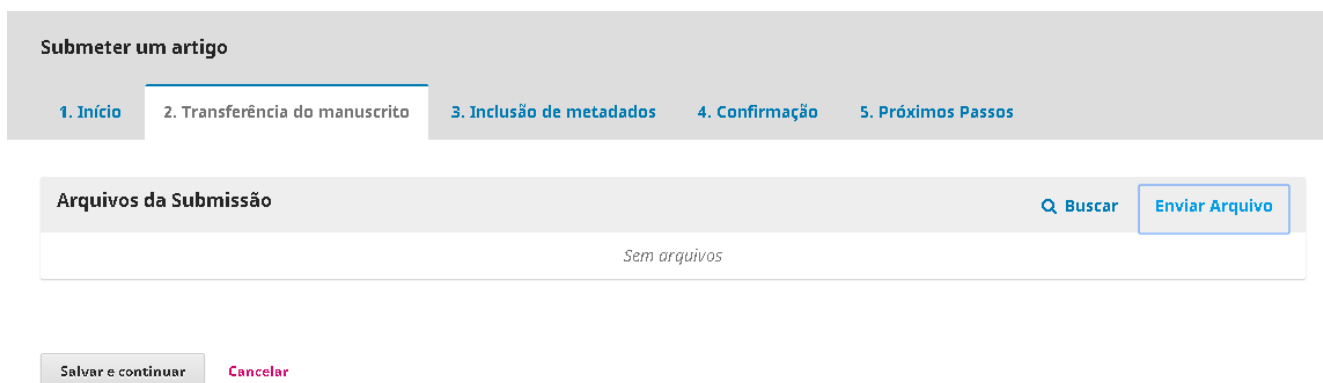 Submeter um artigo
1. Início 2. Transferência do manuscrito 3. Inclusão de metadados 4. Confirmação 5. Próximos Passos
Arquivos da Submissão Buscar Enviar Arquivo
Sem arquivos
Salvar e continuar Cancelar